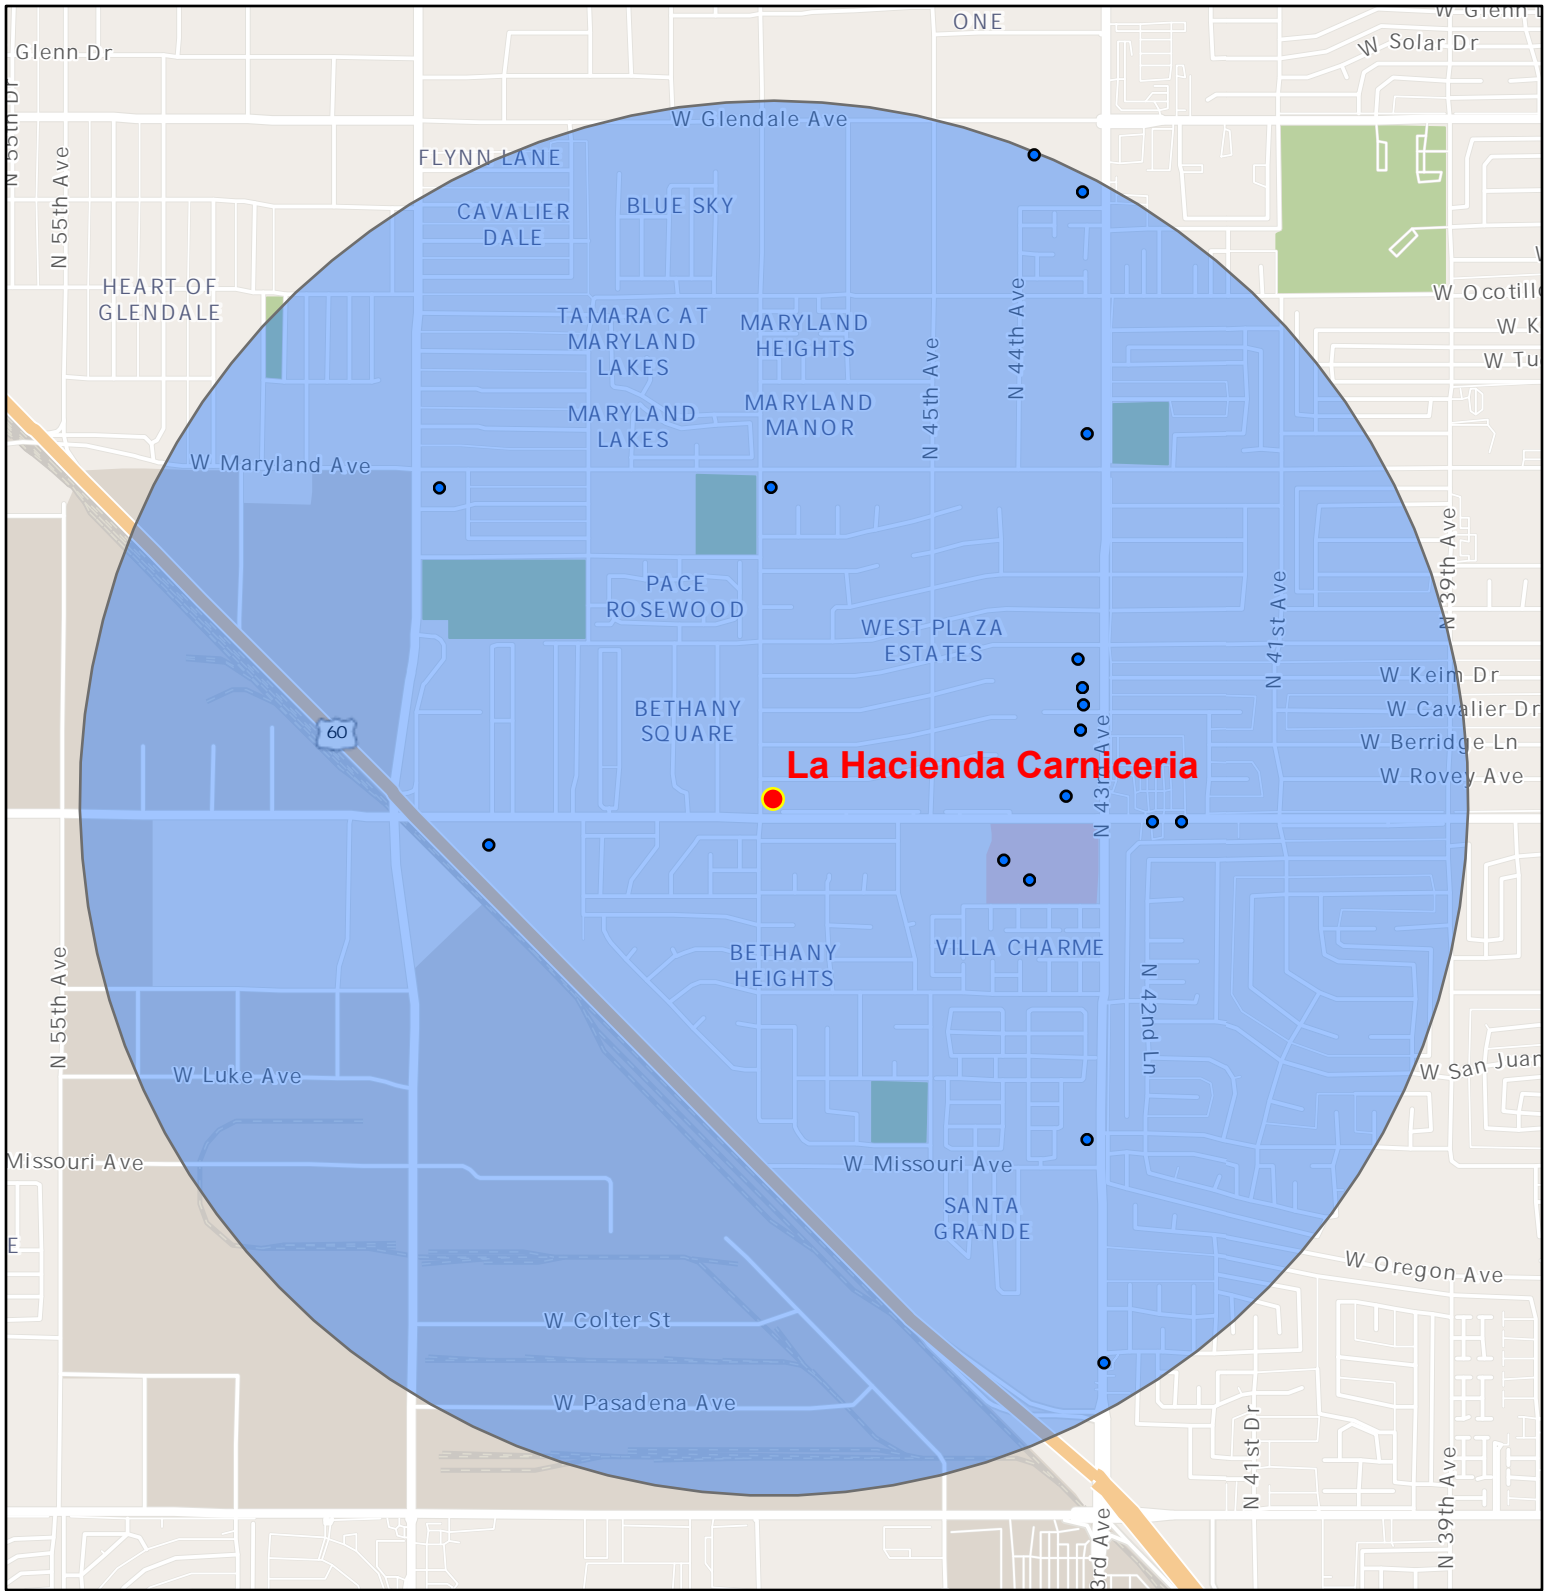 ONE
W Glenn D
W Solar Dr
Glenn Dr
N 55th Dr
N 55th Ave
W Glendale Ave
FLYNN LANE
CAVALIER
DALE
BLUE SKY
HEART OF
GLENDALE
TAMARAC AT
MARYLAND
LAKES
MARYLAND
HEIGHTS
N 44th Ave
N 45th Ave
W Ocotillo
W K
W Tu
MARYLAND
LAKES
MARYLAND
MANOR
W Maryland Ave
N 39th Ave
PACE
ROSEWOOD
WEST PLAZA
ESTATES
N 41st Ave
W Keim Dr
W Cavalier Dr
W Berridge Ln
W Rovey Ave
BETHANY
SQUARE
60
La Hacienda Carniceria
N 43rd Ave
BETHANY
HEIGHTS
VILLA CHARME
N 42nd Ln
N 55th Ave
W Luke Ave
W San Juan
Missouri Ave
W Missouri Ave
SANTA
GRANDE
E
W Oregon Ave
W Colter St
W Pasadena Ave
N 41st Dr
N 39th Ave
3rd Ave